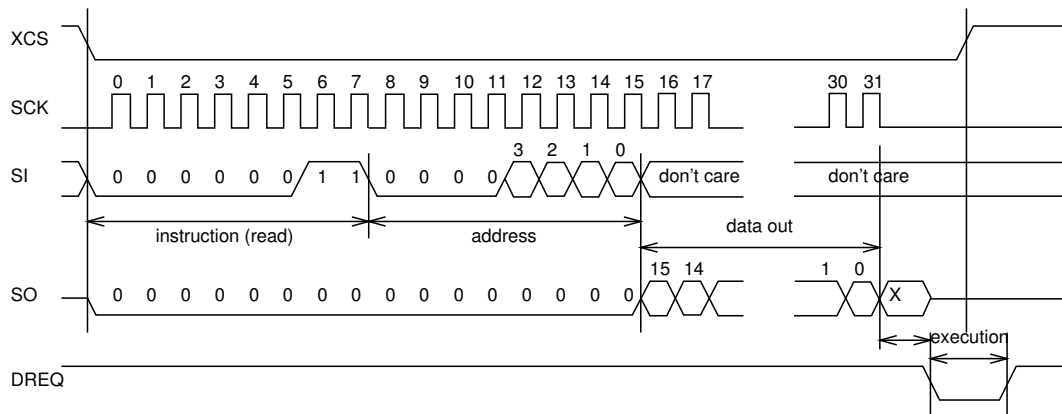 XCS
0 1 2 3 4 5 6 7 8 9 10 11 12 13 14 15 16 17 30 31
SCK
3 2 1 0
SI
0 0 0 0 0 0 1 1 0 0 0 0 don't care don't care
instruction (read) address data out
15 14 1 0
SO
0 0 0 0 0 0 0 0 0 0 0 0 0 0 0 0 X
execution
DREQ